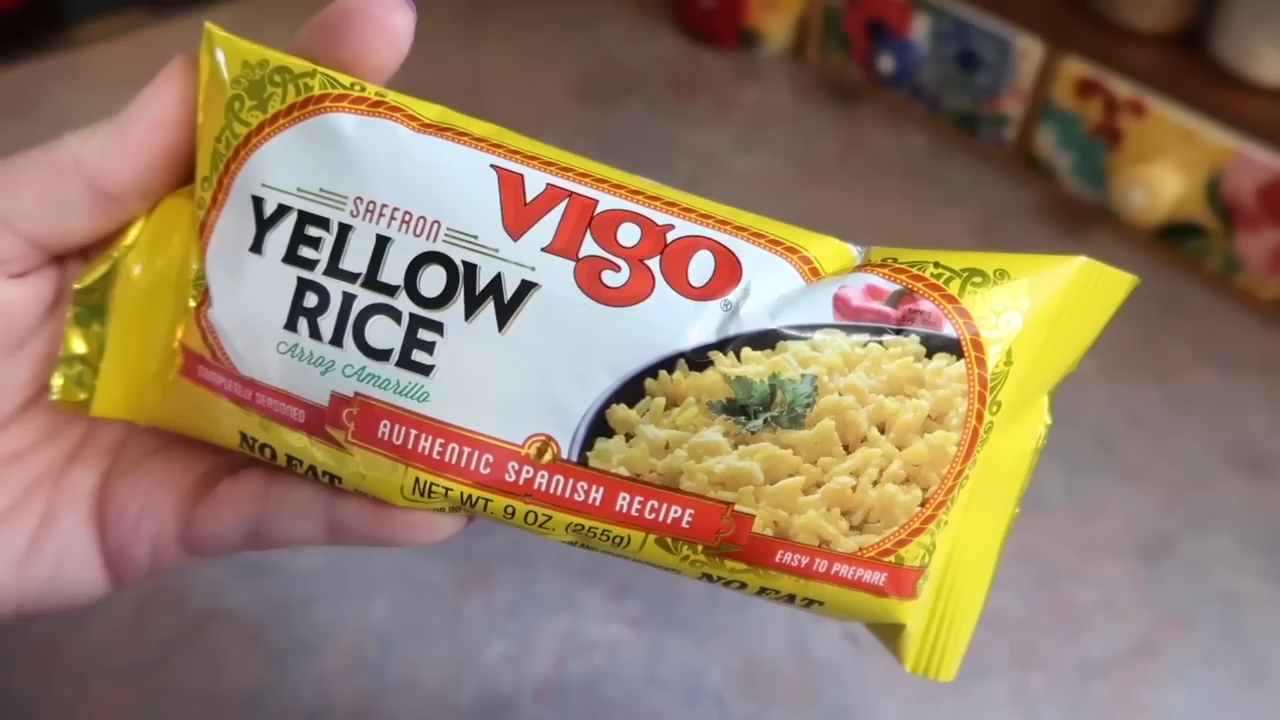 vigo
®
SAFFRON
YELLOW
RICE
Arroz Amarillo
COMPLETELY SEASONED
AUTHENTIC SPANISH RECIPE
EASY TO PREPARE
NO FAT
NET WT. 9 OZ. (255g)
NO FAT